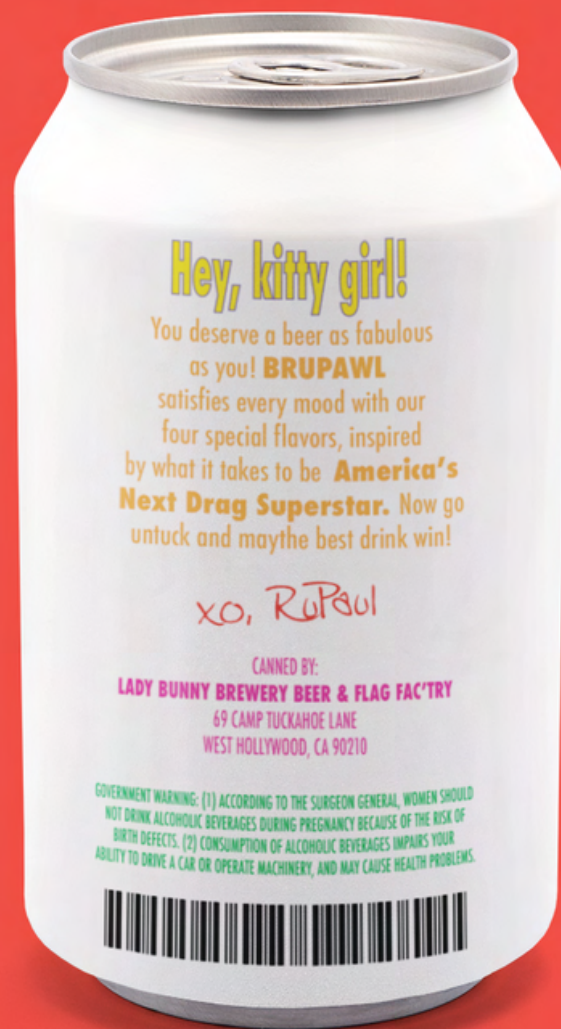 Hey, kitty girl!
You deserve a beer as fabulous
as you! BRUPAWL
satisfies every mood with our
four special flavors, inspired
by what it takes to be America's
Next Drag Superstar. Now go
untuck and maythe best drink win!
xo, RuPaul
CANNED BY:
LADY BUNNY BREWERY BEER & FLAG FAC'TRY
69 CAMP TUCKAHOE LANE
WEST HOLLYWOOD, CA 90210
GOVERNMENT WARNING: (1) ACCORDING TO THE SURGEON GENERAL, WOMEN SHOULD
NOT DRINK ALCOHOLIC BEVERAGES DURING PREGNANCY BECAUSE OF THE RISK OF
BIRTH DEFECTS. (2) CONSUMPTION OF ALCOHOLIC BEVERAGES IMPAIRS YOUR
ABILITY TO DRIVE A CAR OR OPERATE MACHINERY, AND MAY CAUSE HEALTH PROBLEMS.